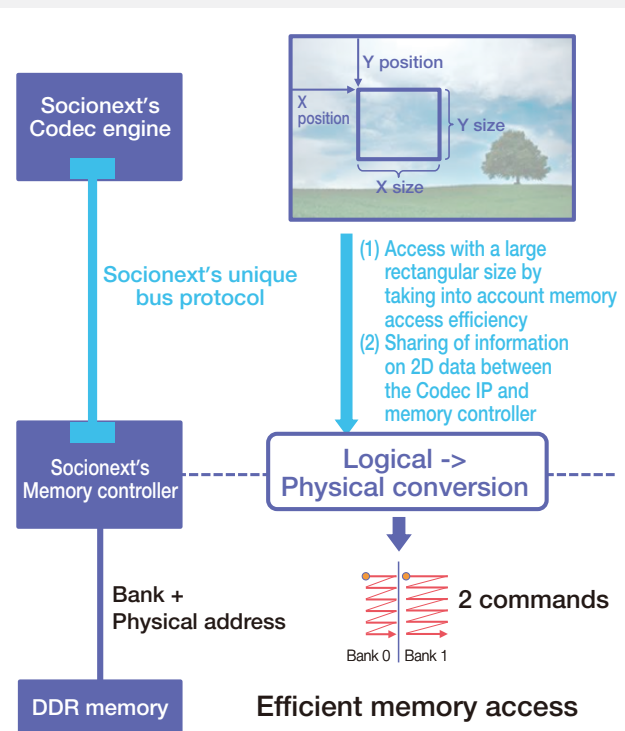 Socionext's
Codec engine
Y position
X
position
Y size
X size
Socionext's unique
bus protocol
(1) Access with a large
rectangular size by
taking into account memory
access efficiency
(2) Sharing of information
on 2D data between
the Codec IP and
memory controller
Socionext's
Memory controller
Logical ->
Physical conversion
Bank +
Physical address
2 commands
Bank 0
Bank 1
DDR memory
Efficient memory access